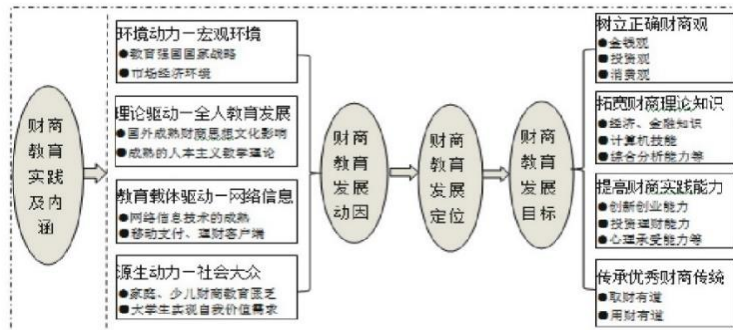 财商
教育
实践
及内
涵
环境动力—宏观环境
●教育强国国家战略
●市场经济环境
理论驱动—全人教育发展
●国外成熟财商思想文化影响
●成熟的人本主义教学理论
教育载体驱动—网络信息
●网络信息技术的成熟
●移动支付、理财客户端
源生动力—社会大众
●家庭、少儿财商教育匮乏
●大学生实现自我价值需求
财商
教育
发展
动因
财商
教育
发展
定位
财商
教育
发展
目标
树立正确财商观
●金钱观
●投资观
●消费观
拓宽财商理论知识
●经济、金融知识
●计算机技能
●综合分析能力等
提高财商实践能力
●创新创业能力
●投资理财能力
●心理承受能力等
传承优秀财商传统
●取财有道
●用财有道